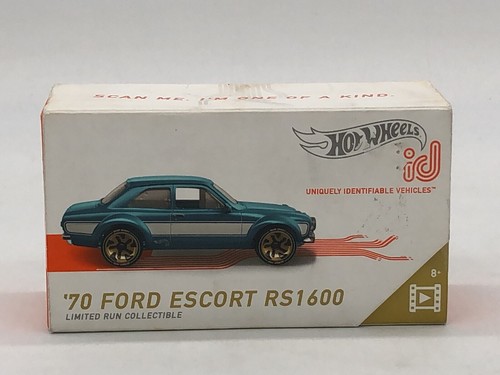 SCAN ME. I'M ONE OF A KIND.
HOT WHEELS
id
UNIQUELY IDENTIFIABLE VEHICLES™
8+
'70 FORD ESCORT RS1600
LIMITED RUN COLLECTIBLE